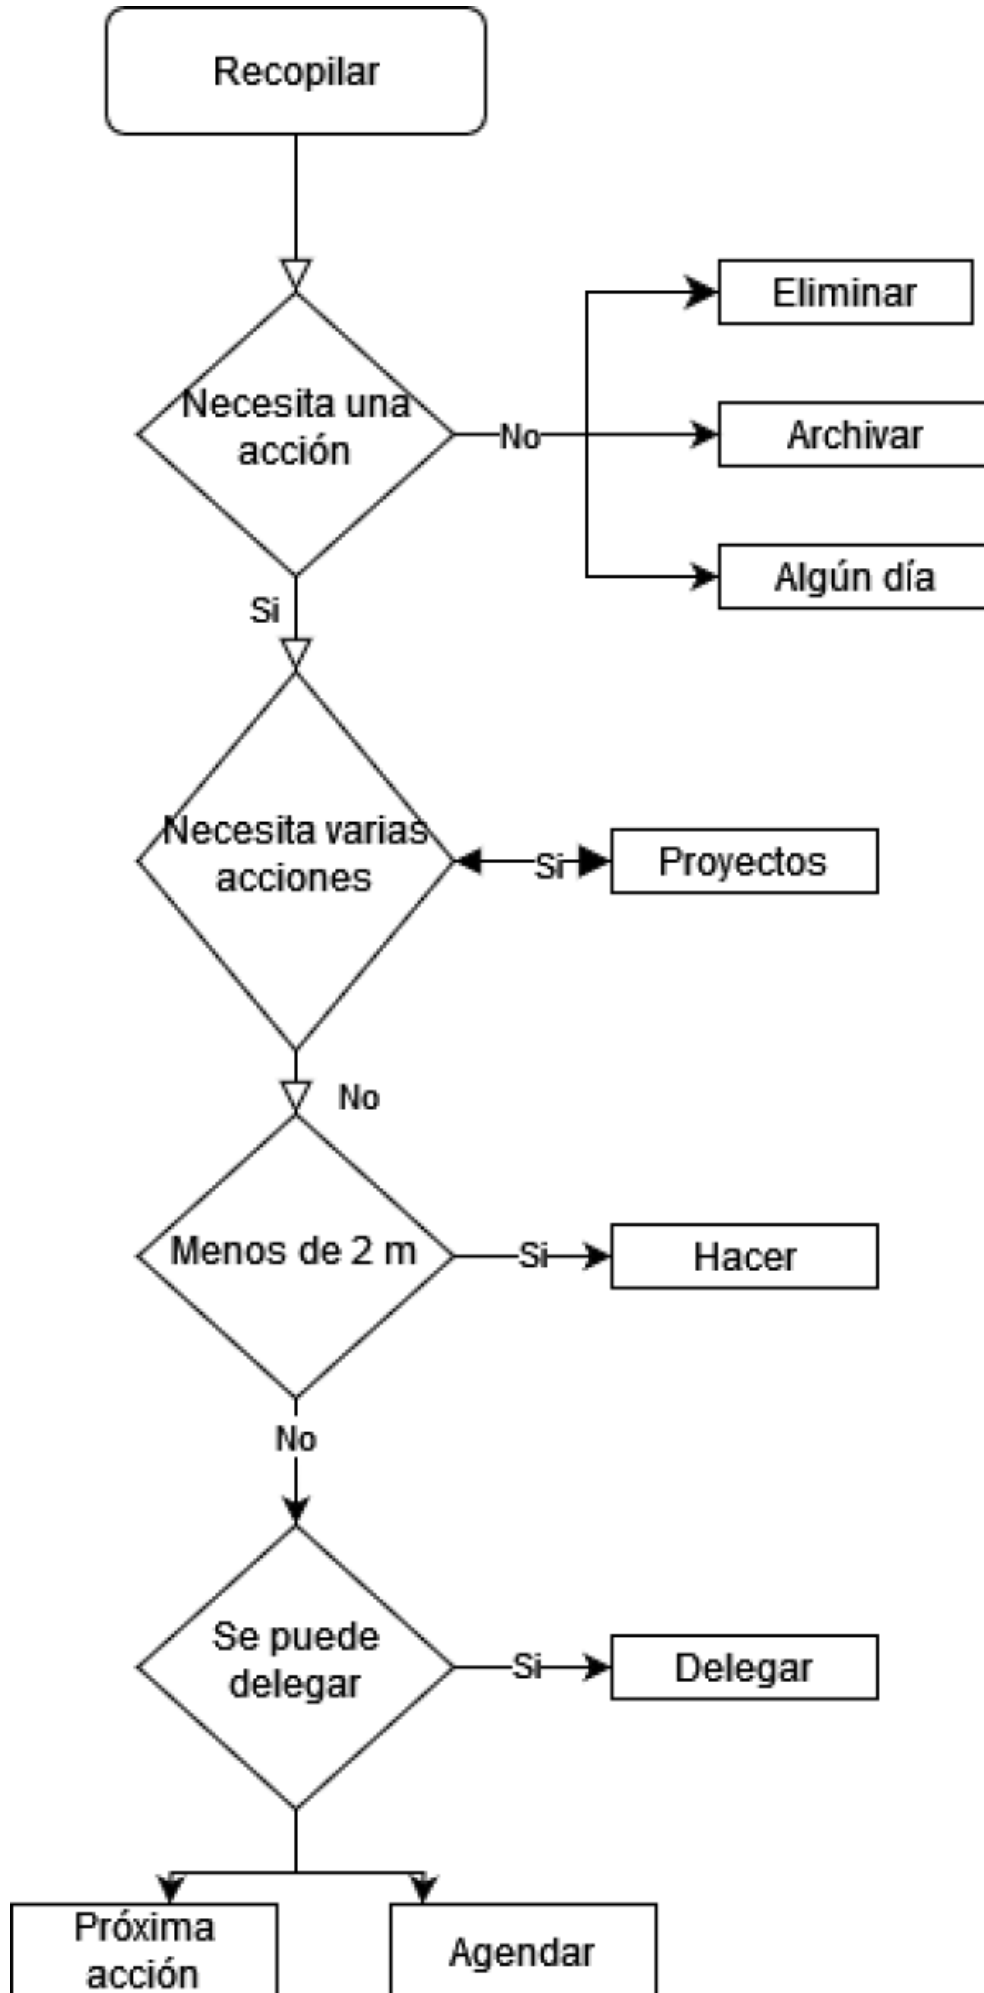 Recopilar
Eliminar
Necesita una
acción
No
Archivar
Algún día
Si
Necesita varias
acciones
Si
Proyectos
No
Menos de 2 m
Si
Hacer
No
Se puede
delegar
Si
Delegar
Próxima
acción
Agendar